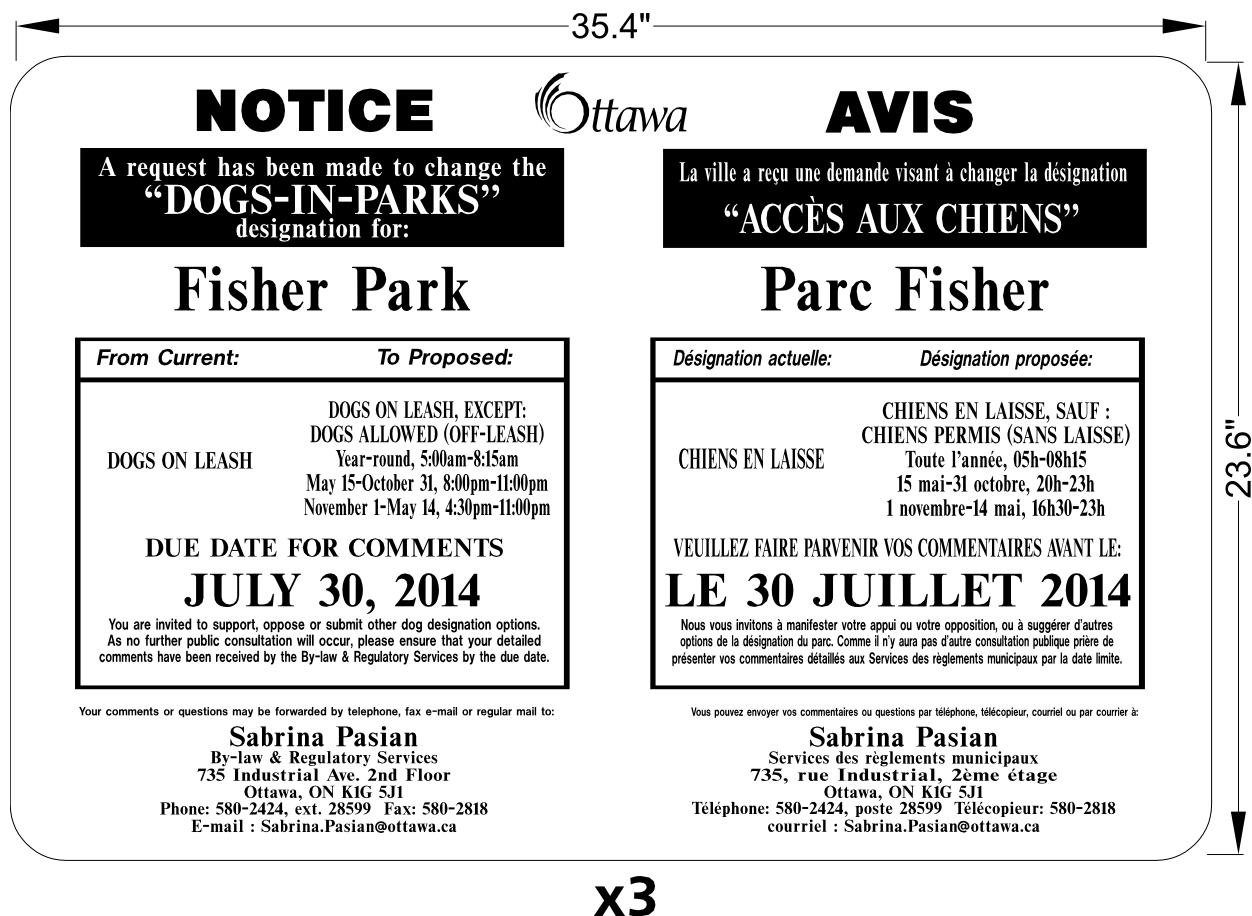 35.4"
NOTICE
Ottawa
AVIS
A request has been made to change the
“DOGS-IN-PARKS”
designation for:
Fisher Park
From Current: To Proposed:
DOGS ON LEASH
DOGS ON LEASH, EXCEPT:
DOGS ALLOWED (OFF-LEASH)
Year-round, 5:00am-8:15am
May 15-October 31, 8:00pm-11:00pm
November 1-May 14, 4:30pm-11:00pm
DUE DATE FOR COMMENTS
JULY 30, 2014
You are invited to support, oppose or submit other dog designation options.
As no further public consultation will occur, please ensure that your detailed
comments have been received by the By-law & Regulatory Services by the due date.
Your comments or questions may be forwarded by telephone, fax e-mail or regular mail to:
Sabrina Pasian
By-law & Regulatory Services
735 Industrial Ave. 2nd Floor
Ottawa, ON K1G 5J1
Phone: 580-2424, ext. 28599 Fax: 580-2818
E-mail : Sabrina.Pasian@ottawa.ca
La ville a reçu une demande visant à changer la désignation
“ACCÈS AUX CHIENS”
Parc Fisher
Désignation actuelle: Désignation proposée:
CHIENS EN LAISSE
CHIENS EN LAISSE, SAUF :
CHIENS PERMIS (SANS LAISSE)
Toute l'année, 05h-08h15
15 mai-31 octobre, 20h-23h
1 novembre-14 mai, 16h30-23h
VEUILLEZ FAIRE PARVENIR VOS COMMENTAIRES AVANT LE:
LE 30 JUILLET 2014
Nous vous invitons à manifester votre appui ou votre opposition, ou à suggérer d'autres
options de la désignation du parc. Comme il n'y aura pas d'autre consultation publique prière de
présenter vos commentaires détaillés aux Services des règlements municipaux par la date limite.
Vous pouvez envoyer vos commentaires ou questions par téléphone, télécopieur, courriel ou par courrier à:
Sabrina Pasian
Services des règlements municipaux
735, rue Industrial, 2ème étage
Ottawa, ON K1G 5J1
Téléphone: 580-2424, poste 28599 Télécopieur: 580-2818
courriel : Sabrina.Pasian@ottawa.ca
23.6"
x3